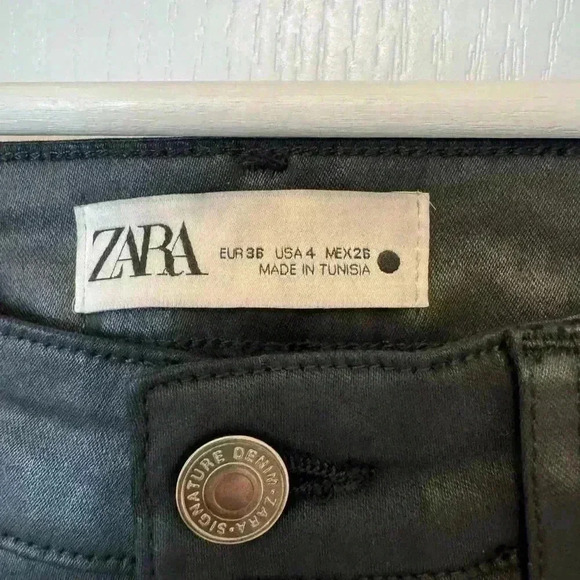 ZARA
EUR 36 USA 4 MEX 26
MADE IN TUNISIA
SIGNATURE DENIM • ZARA •